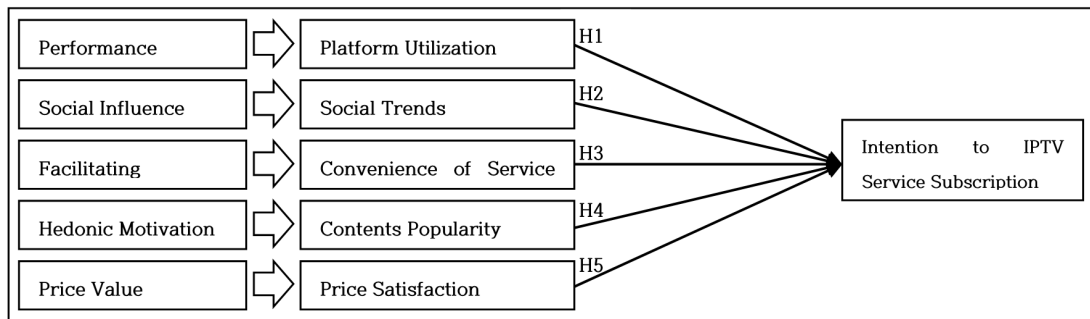 Performance
Platform Utilization
H1
Social Influence
Social Trends
H2
Facilitating
Convenience of Service
H3
Hedonic Motivation
Contents Popularity
H4
Price Value
Price Satisfaction
H5
Intention to IPTV
Service Subscription